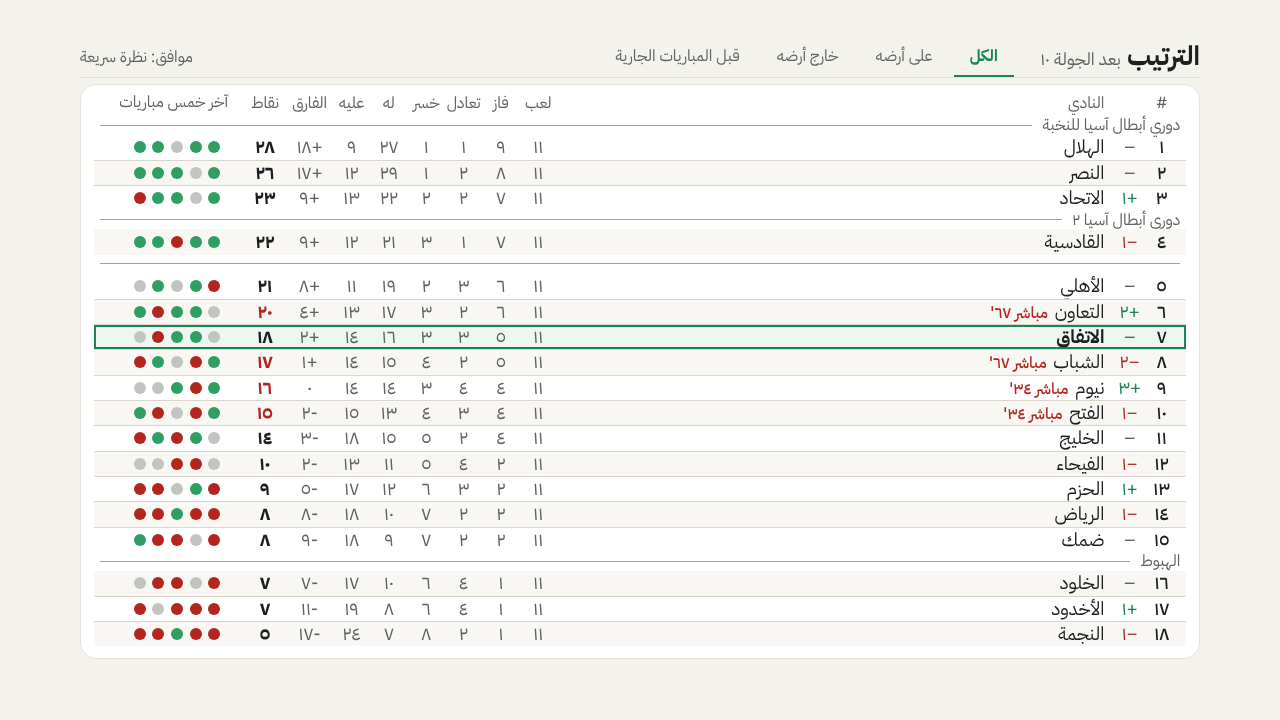 الترتيب بعد الجولة ١٠ الكل على أرضه خارج أرضه قبل المباريات الجارية موافق: نظرة سريعة
# النادي لعب فاز تعادل خسر له عليه الفارق نقاط آخر خمس مباريات
دوري أبطال آسيا للنخبة
١ – الهلال ١١ ٩ ١ ١ ٢٧ ٩ +١٨ ٢٨
٢ – النصر ١١ ٨ ٢ ١ ٢٩ ١٢ +١٧ ٢٦
٣ +١ الاتحاد ١١ ٧ ٢ ٢ ٢٢ ١٣ +٩ ٢٣
دوري أبطال آسيا ٢
٤ –١ القادسية ١١ ٧ ١ ٣ ٢١ ١٢ +٩ ٢٢
٥ – الأهلي ١١ ٦ ٣ ٢ ١٩ ١١ +٨ ٢١
٦ +٢ التعاون مباشر ٦٧' ١١ ٦ ٢ ٣ ١٧ ١٣ +٤ ٢٠
٧ – الاتفاق ١١ ٥ ٣ ٣ ١٦ ١٤ +٢ ١٨
٨ –٢ الشباب مباشر ٦٧' ١١ ٥ ٢ ٤ ١٥ ١٤ +١ ١٧
٩ +٣ نيوم مباشر ٣٤' ١١ ٤ ٤ ٣ ١٤ ١٤ ٠ ١٦
١٠ –١ الفتح مباشر ٣٤' ١١ ٤ ٣ ٤ ١٣ ١٥ -٢ ١٥
١١ – الخليج ١١ ٤ ٢ ٥ ١٥ ١٨ -٣ ١٤
١٢ –١ الفيحاء ١١ ٢ ٤ ٥ ١١ ١٣ -٢ ١٠
١٣ +١ الحزم ١١ ٢ ٣ ٦ ١٢ ١٧ -٥ ٩
١٤ –١ الرياض ١١ ٢ ٢ ٧ ١٠ ١٨ -٨ ٨
١٥ – ضمك ١١ ٢ ٢ ٧ ٩ ١٨ -٩ ٨
الهبوط
١٦ – الخلود ١١ ١ ٤ ٦ ١٠ ١٧ -٧ ٧
١٧ +١ الأخدود ١١ ١ ٤ ٦ ٨ ١٩ -١١ ٧
١٨ –١ النجمة ١١ ١ ٢ ٨ ٧ ٢٤ -١٧ ٥